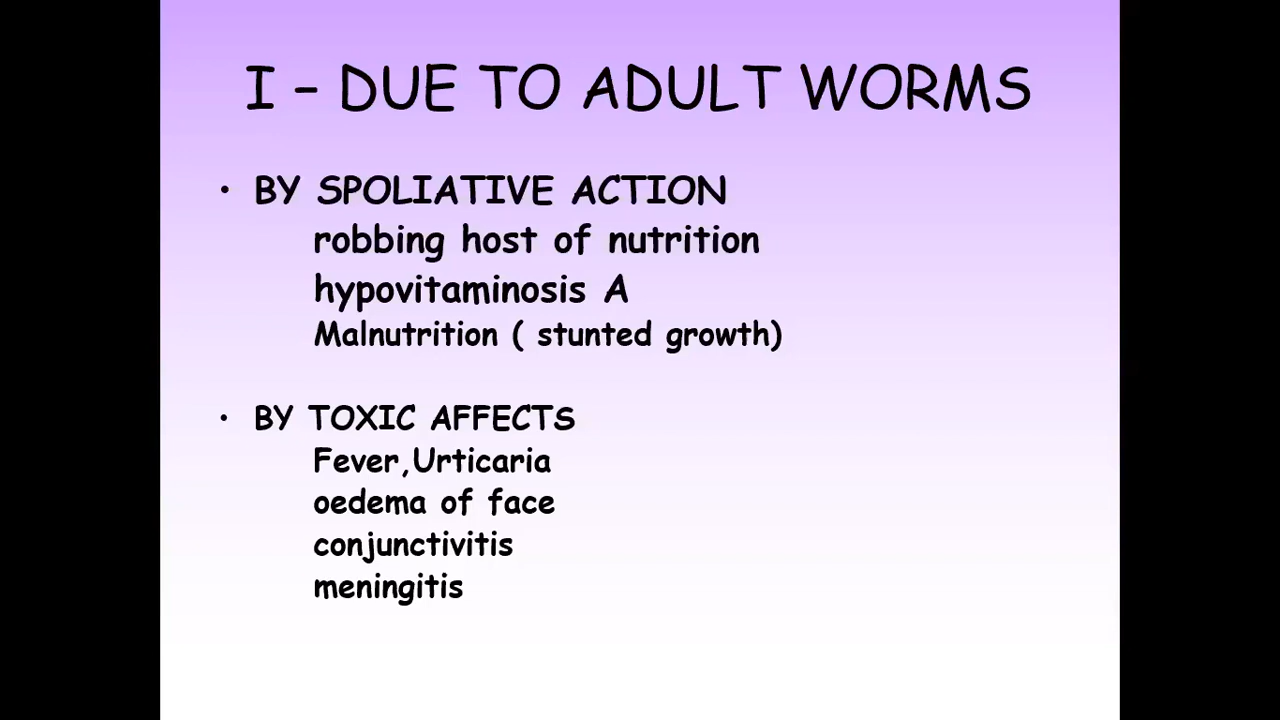 I – DUE TO ADULT WORMS
• BY SPOLIATIVE ACTION
robbing host of nutrition
hypovitaminosis A
Malnutrition ( stunted growth)
• BY TOXIC AFFECTS
Fever,Urticaria
oedema of face
conjunctivitis
meningitis